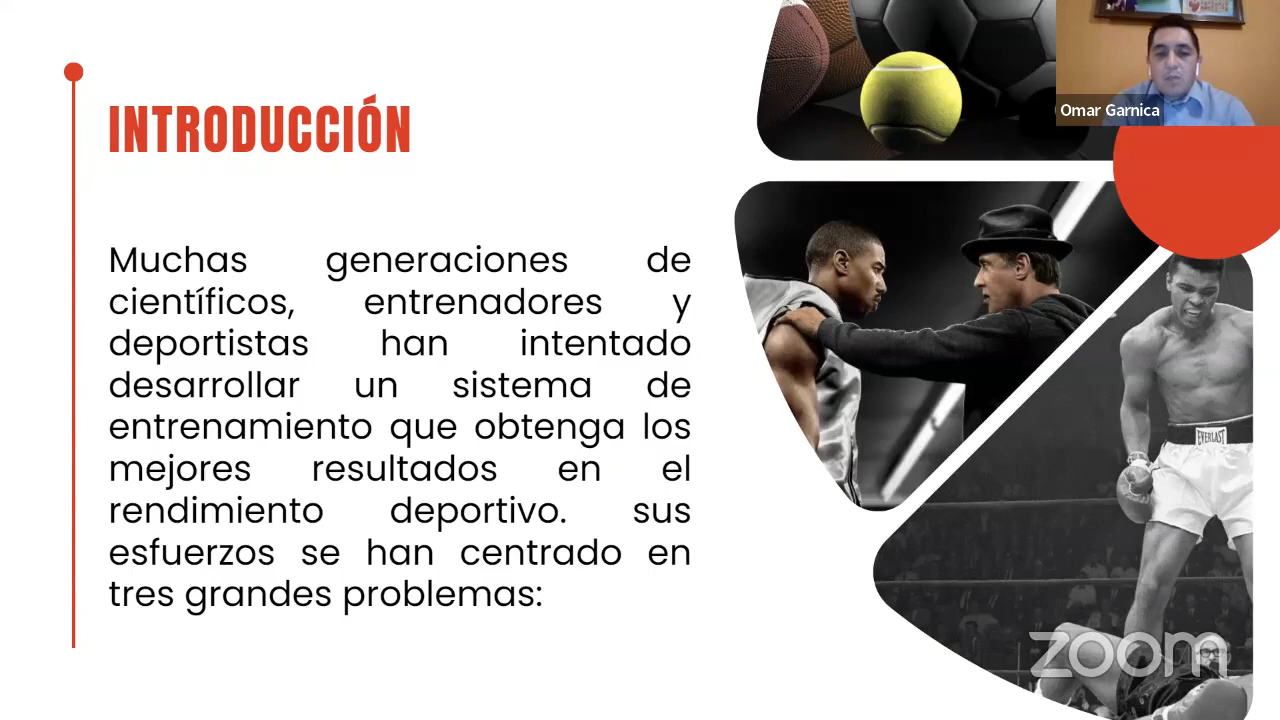 INTRODUCCIÓN
Muchas generaciones de
científicos, entrenadores y
deportistas han intentado
desarrollar un sistema de
entrenamiento que obtenga los
mejores resultados en el
rendimiento deportivo. sus
esfuerzos se han centrado en
tres grandes problemas:
Omar Garnica
EVERLAST
zoom